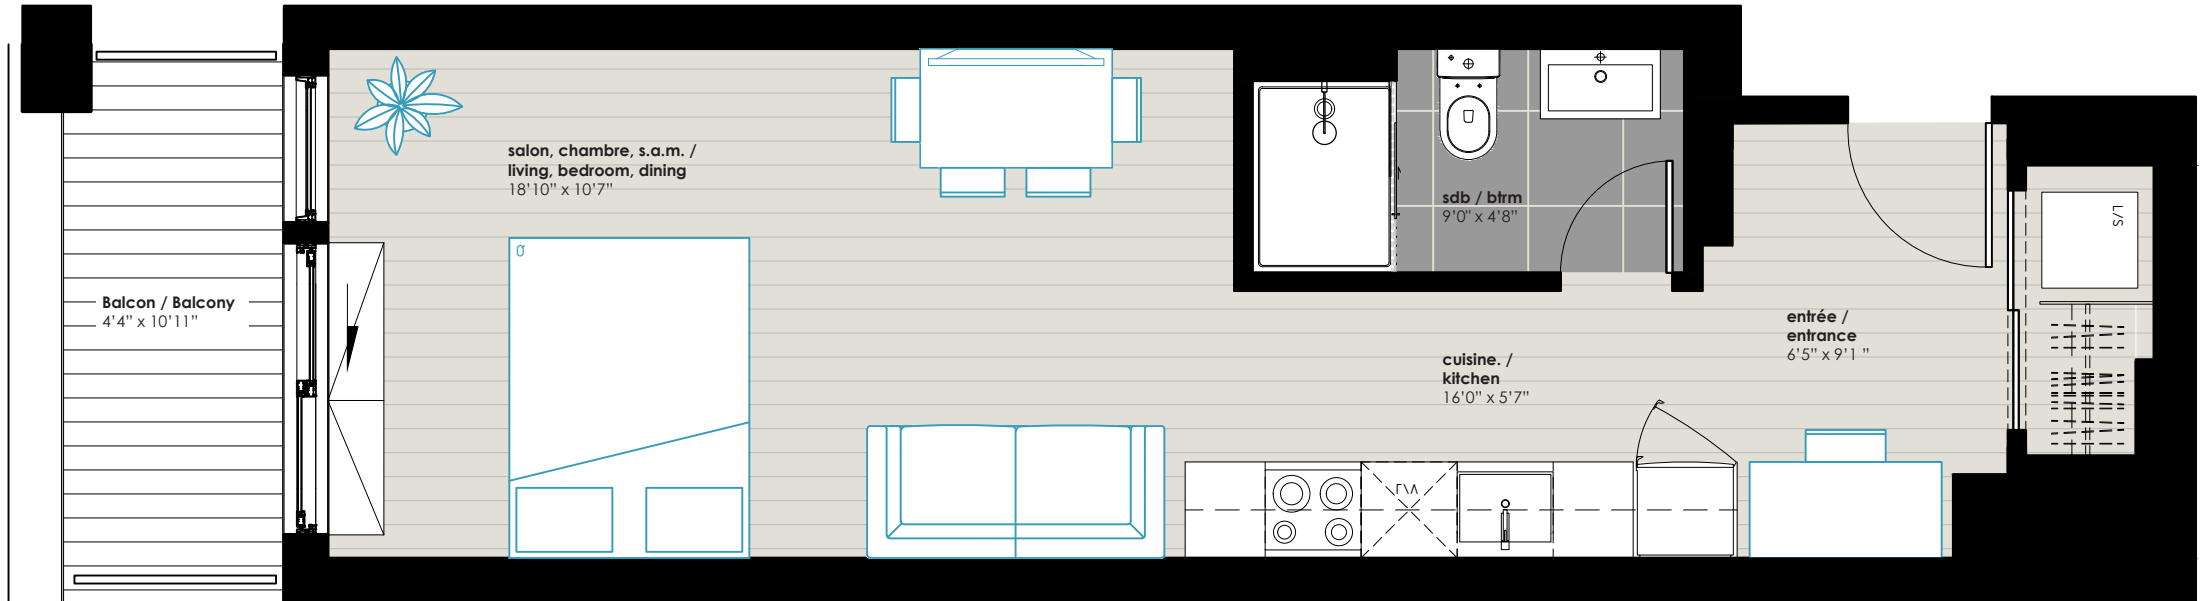 salon, chambre, s.a.m. /
living, bedroom, dining
18'10" x 10'7"
sdb / btrm
9'0" x 4'8"
L/S
Balcon / Balcony
4'4" x 10'11"
entrée /
entrance
6'5" x 9'1 "
cuisine. /
kitchen
16'0" x 5'7"
L\V